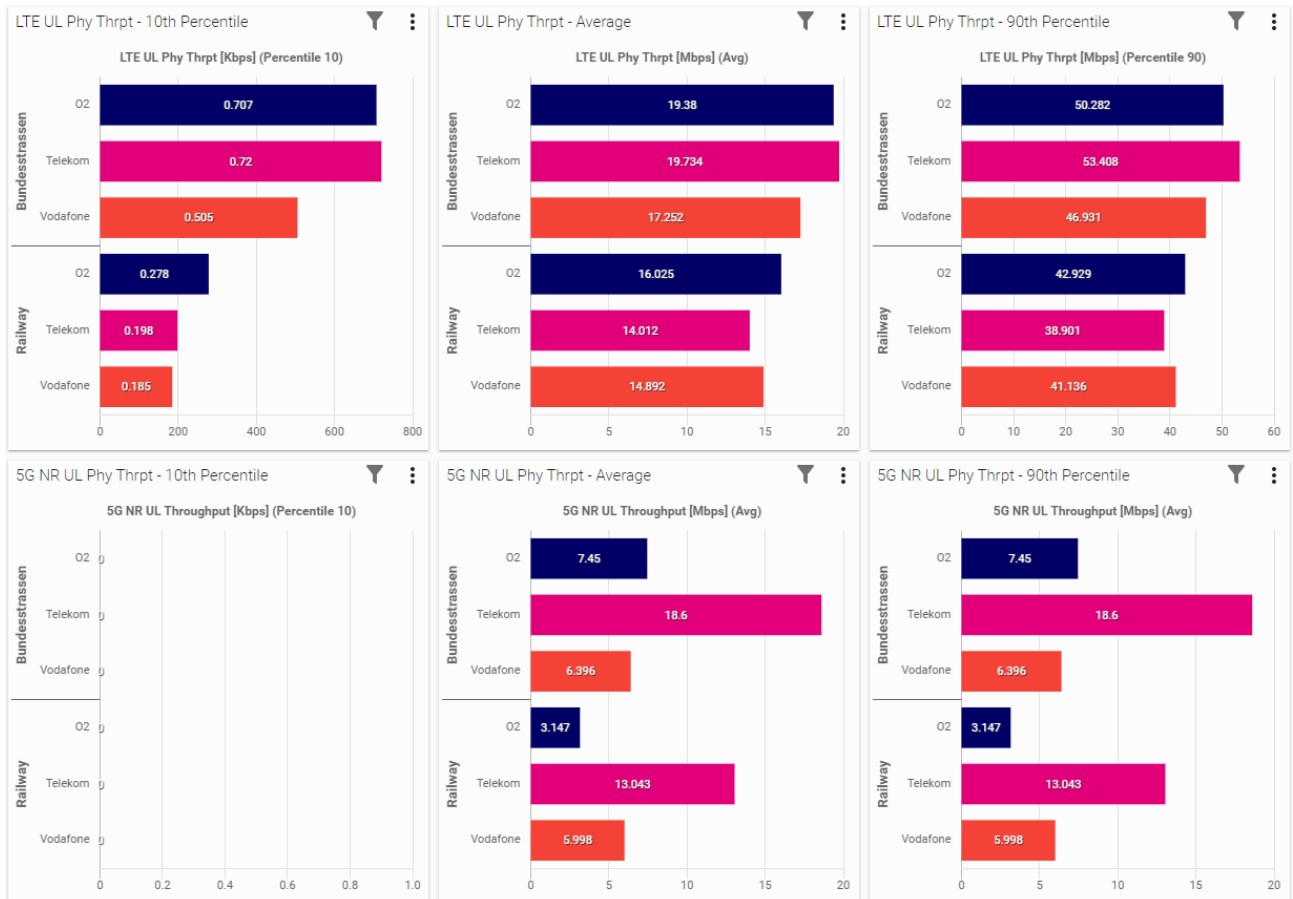 LTE UL Phy Thrpt - 10th Percentile
LTE UL Phy Thrpt [Kbps] (Percentile 10)
Bundesstrassen
O2
0.707
Telekom
0.72
Vodafone
0.505
Railway
O2
0.278
Telekom
0.198
Vodafone
0.185
0 200 400 600 800
LTE UL Phy Thrpt - Average
LTE UL Phy Thrpt [Mbps] (Avg)
Bundesstrassen
O2
19.38
Telekom
19.734
Vodafone
17.252
Railway
O2
16.025
Telekom
14.012
Vodafone
14.892
0 5 10 15 20
LTE UL Phy Thrpt - 90th Percentile
LTE UL Phy Thrpt [Mbps] (Percentile 90)
Bundesstrassen
O2
50.282
Telekom
53.408
Vodafone
46.931
Railway
O2
42.929
Telekom
38.901
Vodafone
41.136
0 10 20 30 40 50 60
5G NR UL Phy Thrpt - 10th Percentile
5G NR UL Throughput [Kbps] (Percentile 10)
Bundesstrassen
O2
0
Telekom
0
Vodafone
0
Railway
O2
0
Telekom
0
Vodafone
0
0 0.2 0.4 0.6 0.8 1.0
5G NR UL Phy Thrpt - Average
5G NR UL Throughput [Mbps] (Avg)
Bundesstrassen
O2
7.45
Telekom
18.6
Vodafone
6.396
Railway
O2
3.147
Telekom
13.043
Vodafone
5.998
0 5 10 15 20
5G NR UL Phy Thrpt - 90th Percentile
5G NR UL Throughput [Mbps] (Avg)
Bundesstrassen
O2
7.45
Telekom
18.6
Vodafone
6.396
Railway
O2
3.147
Telekom
13.043
Vodafone
5.998
0 5 10 15 20